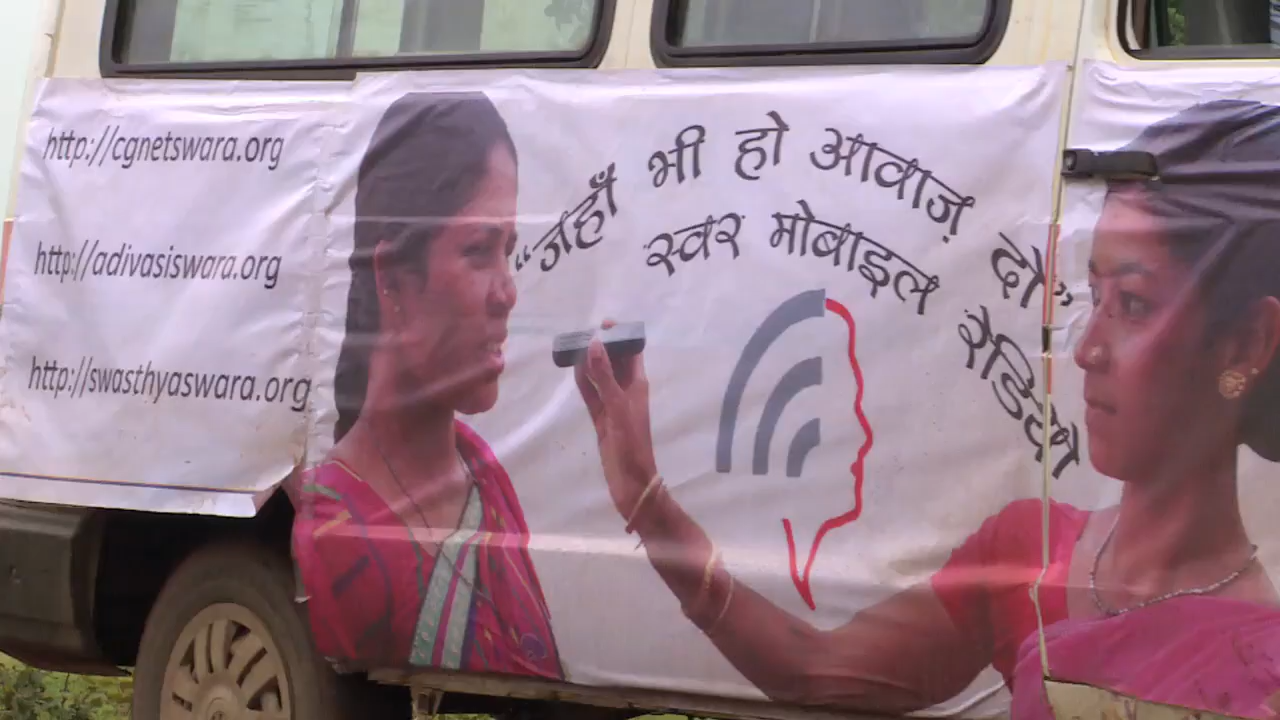 http://cgnetswara.org
http://adivasiswara.org
http://swasthyaswara.org
“जहाँ भी हो आवाज़ दो”
स्वर मोबाइल रेडियो